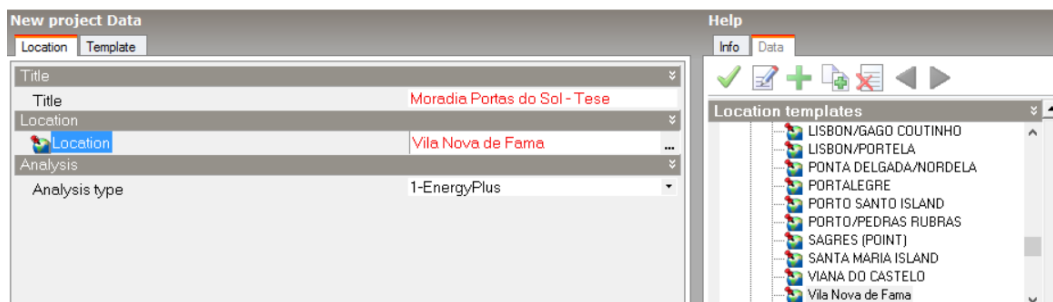 New project Data
Location Template
Title
Title Moradia Portas do Sol - Tese
Location
Location Vila Nova de Fama ...
Analysis
Analysis type 1-EnergyPlus
Help
Info Data
Location templates
LISBON/GAGO COUTINHO
LISBON/PORTELA
PONTA DELGADA/NORDELA
PORTALEGRE
PORTO SANTO ISLAND
PORTO/PEDRAS RUBRAS
SAGRES (POINT)
SANTA MARIA ISLAND
VIANA DO CASTELO
Vila Nova de Fama